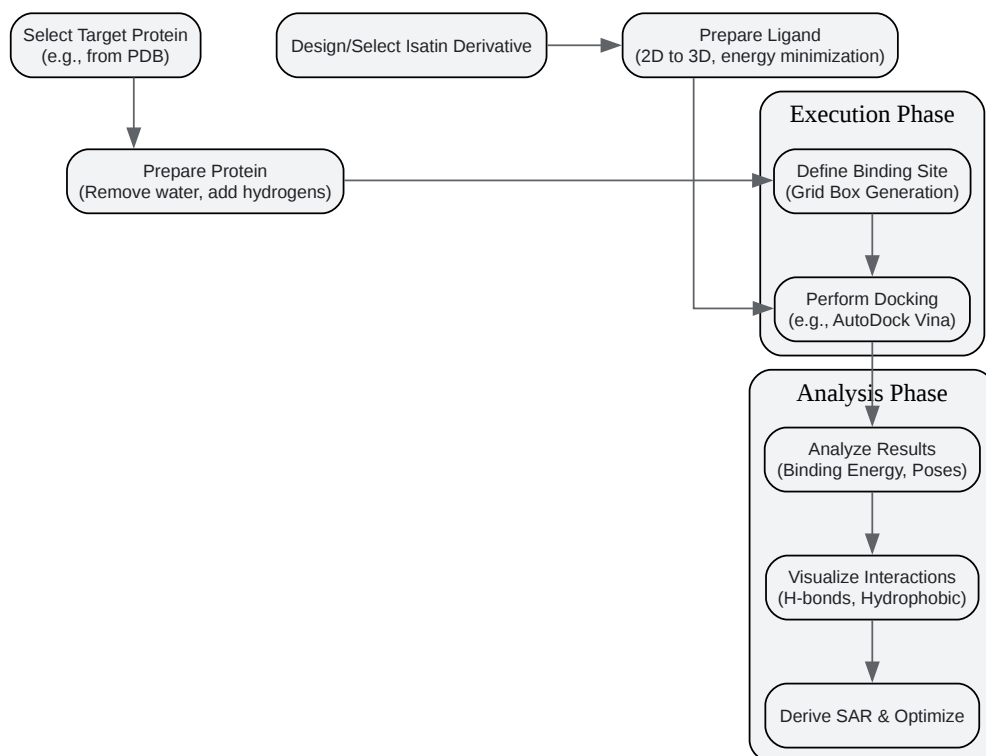 Select Target Protein
(e.g., from PDB)
Design/Select Isatin Derivative
Prepare Ligand
(2D to 3D, energy minimization)
Execution Phase
Prepare Protein
(Remove water, add hydrogens)
Define Binding Site
(Grid Box Generation)
Perform Docking
(e.g., AutoDock Vina)
Analysis Phase
Analyze Results
(Binding Energy, Poses)
Visualize Interactions
(H-bonds, Hydrophobic)
Derive SAR & Optimize